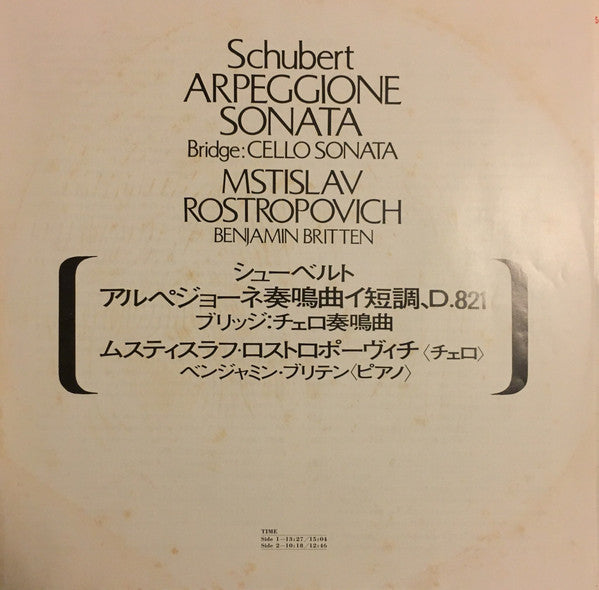 Schubert
ARPEGGIONE
SONATA
Bridge: CELLO SONATA
MSTISLAV
ROSTROPOVICH
BENJAMIN BRITTEN
シューベルト
アルペジョーネ奏鳴曲イ短調、D.821
ブリッジ：チェロ奏鳴曲
ムスティスラフ・ロストロポーヴィチ〈チェロ〉
ベンジャミン・ブリテン〈ピアノ〉
TIME
Side 1—13:27／15:04
Side 2—10:18／12:46